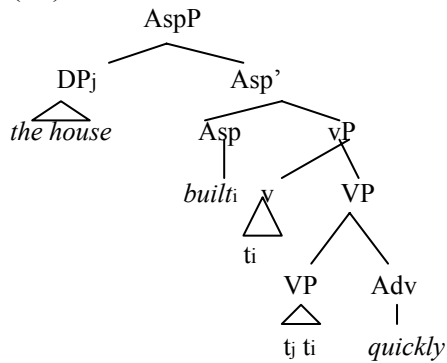 AspP
DPj Asp’
the house Asp vP
builti v VP
ti
VP Adv
tj ti quickly